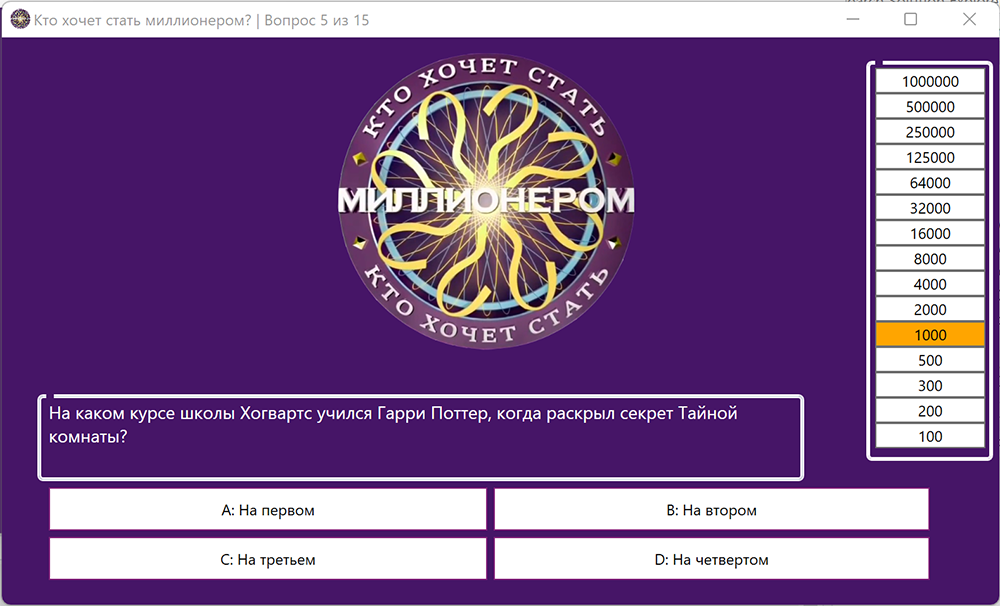 Кто хочет стать миллионером? | Вопрос 5 из 15
КТО ХОЧЕТ СТАТЬ
МИЛЛИОНЕРОМ
КТО ХОЧЕТ СТАТЬ
1000000
500000
250000
125000
64000
32000
16000
8000
4000
2000
1000
500
300
200
100
На каком курсе школы Хогвартс учился Гарри Поттер, когда раскрыл секрет Тайной
комнаты?
A: На первом
B: На втором
C: На третьем
D: На четвертом